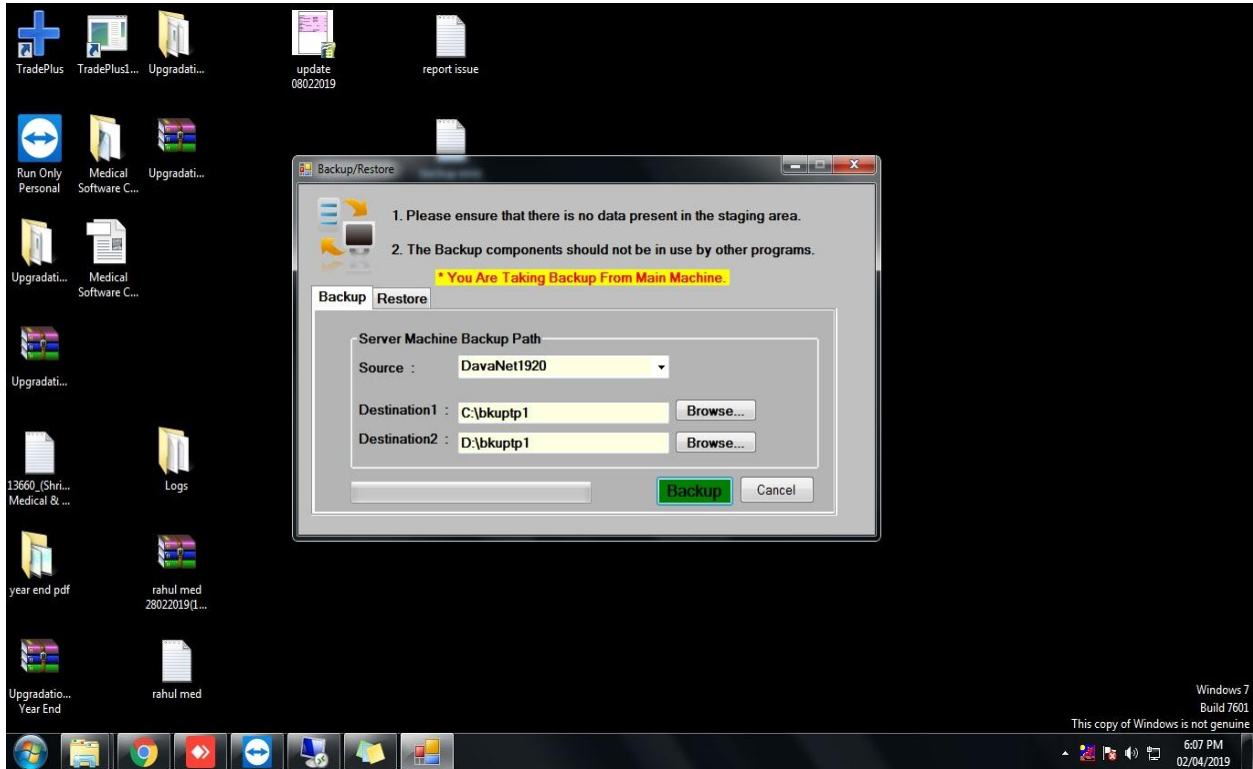 TradePlus
TradePlus1...
Upgradati...
update
08022019
report issue
Run Only
Personal
Medical
Software C...
Upgradati...
Upgradati...
Medical
Software C...
Upgradati...
13660_(Shri...
Medical & ...
Logs
year end pdf
rahul med
28022019(1...
Upgradatio...
Year End
rahul med
Backup/Restore
1. Please ensure that there is no data present in the staging area.
2. The Backup components should not be in use by other programs.
* You Are Taking Backup From Main Machine.
Backup
Restore
Server Machine Backup Path
Source :
DavaNet1920
Destination1 :
C:\bkuptp1
Browse...
Destination2 :
D:\bkuptp1
Browse...
Backup
Cancel
Windows 7
Build 7601
This copy of Windows is not genuine
6:07 PM
02/04/2019